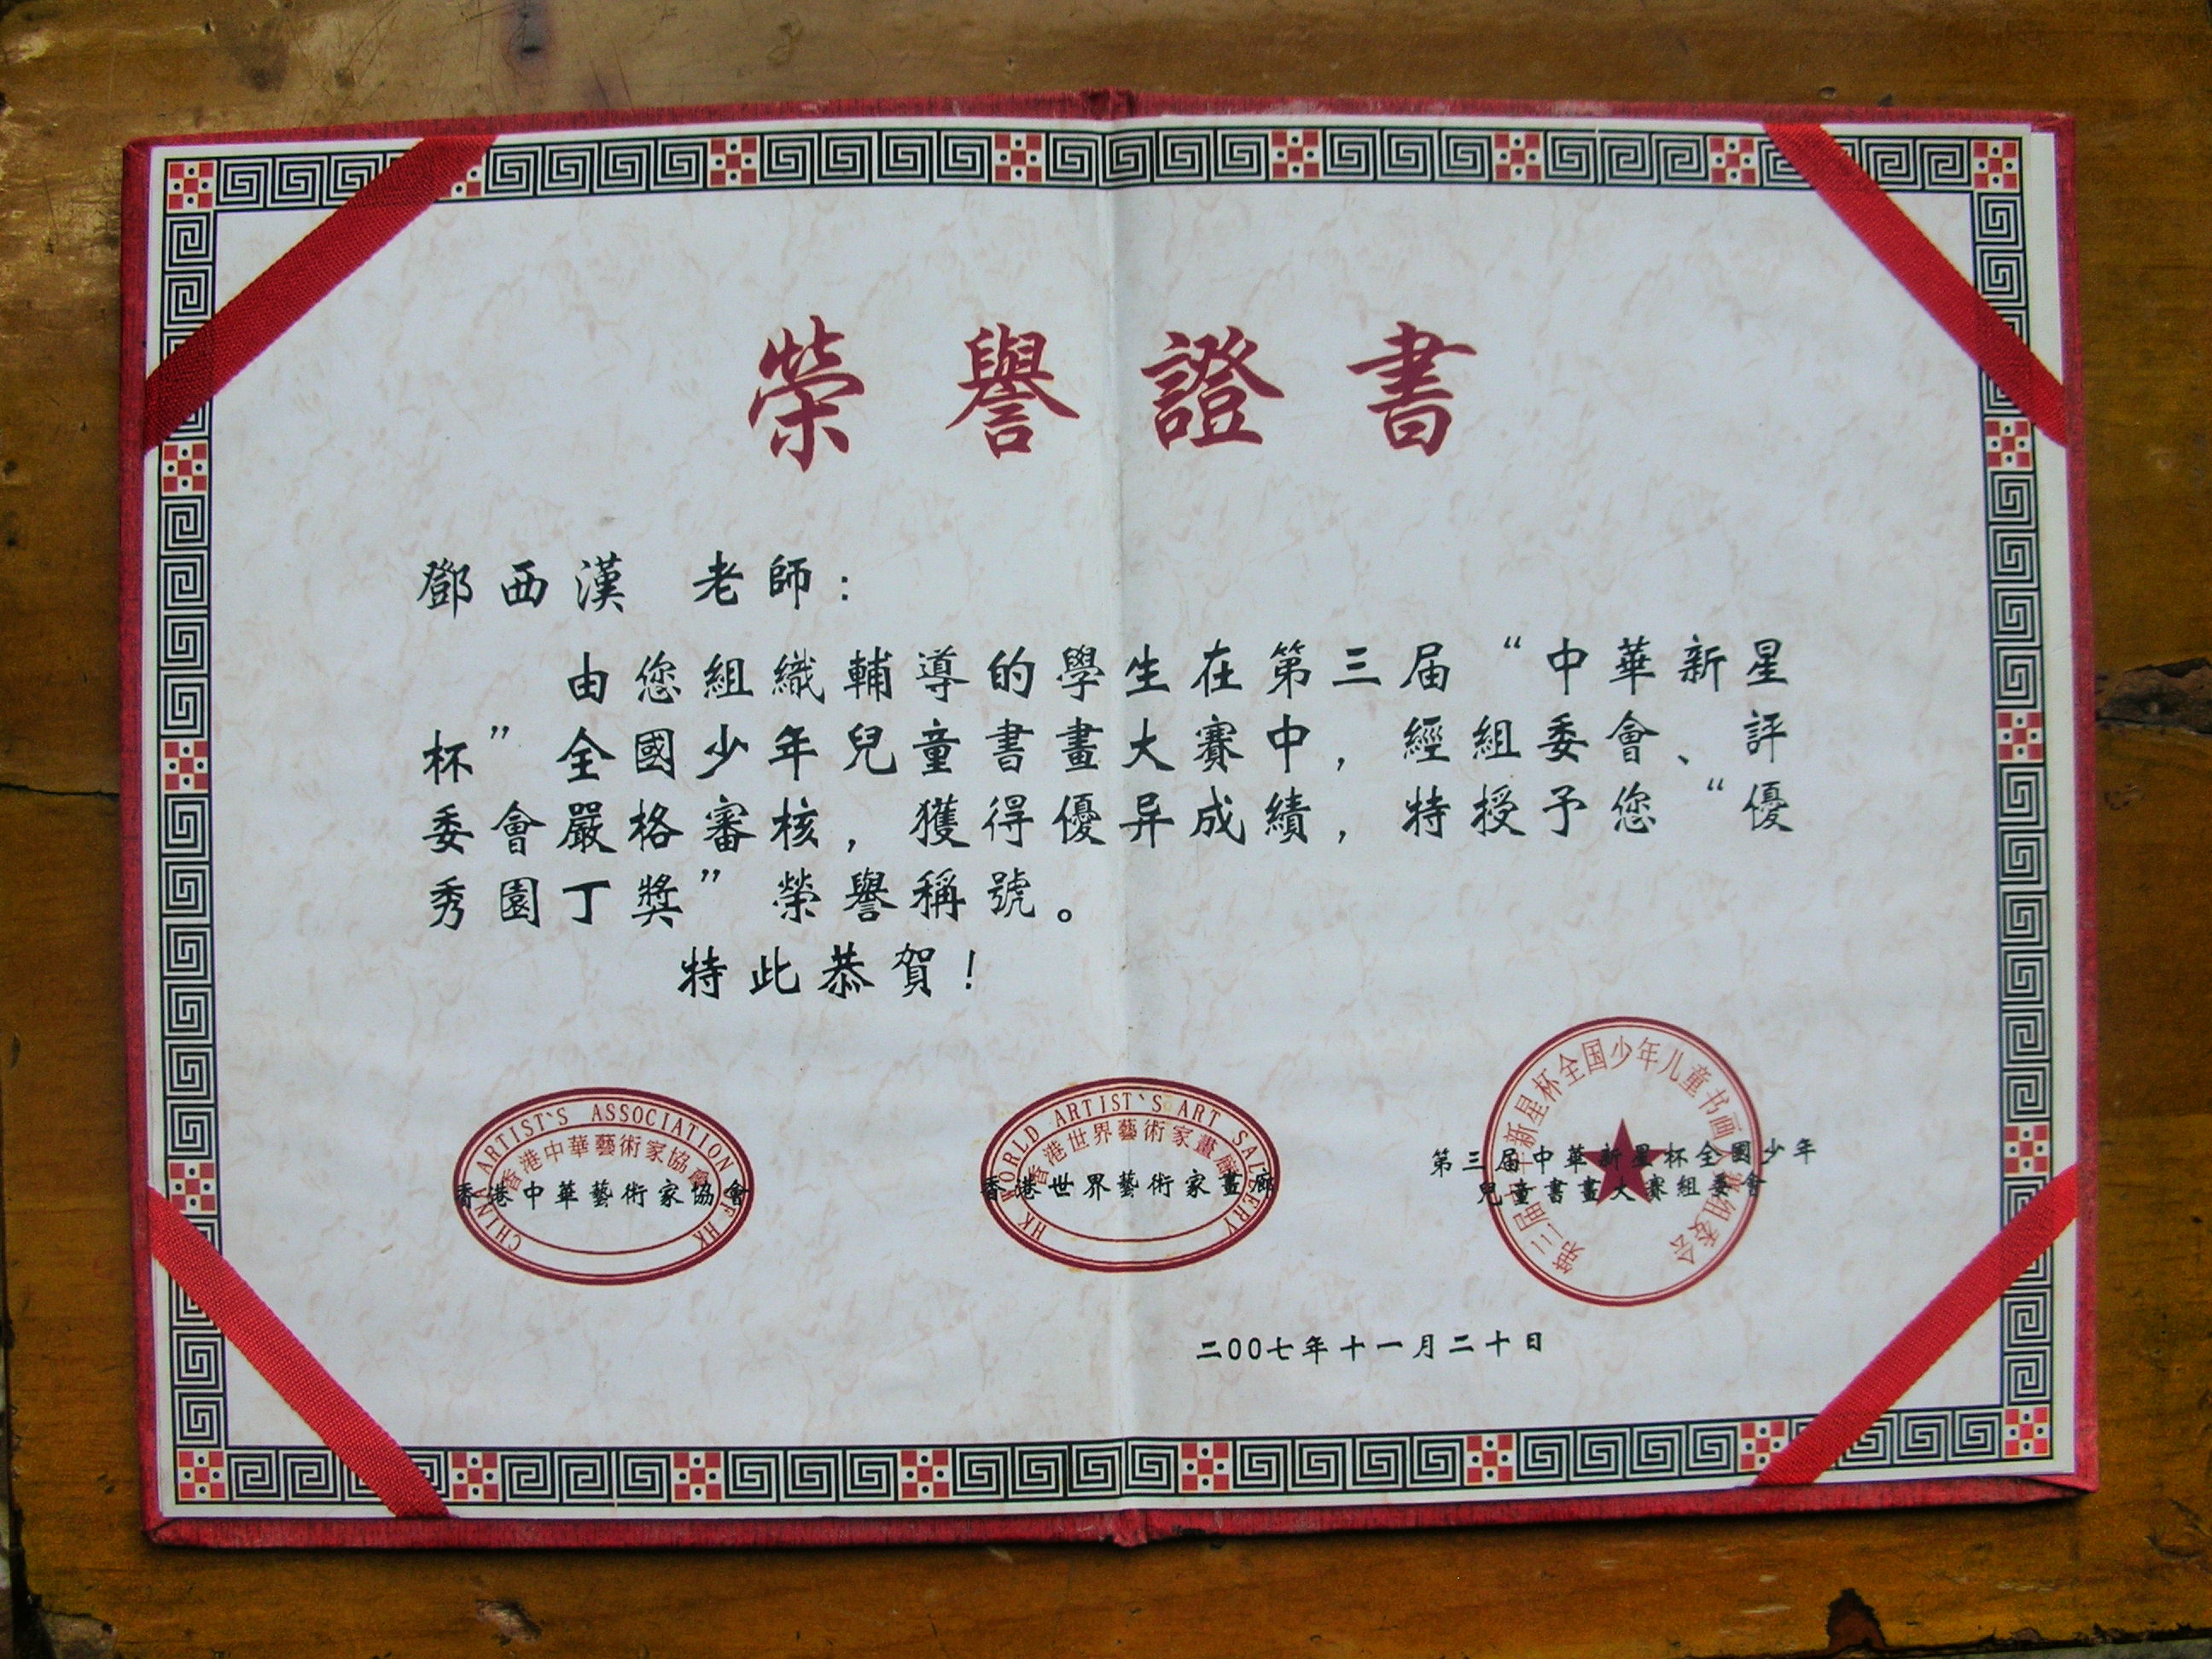 榮譽證書
鄧西漢 老師：
由您組織輔導的學生在第三届“中華新星
杯”全國少年兒童書畫大賽中，經組委會、評
委會嚴格審核，獲得優异成績，特授予您“優
秀園丁獎”榮譽稱號。
特此恭賀！
CHINA ARTIST`S ASSOCIATION OF HK
香港中華藝術家協會
香港中華藝術家協會
HK WORLD ARTIST`S ART SALLERY
香港世界藝術家畫廊
香港世界藝術家畫廊
第三届中华新星杯全国少年儿童书画大赛组委会
第三届中華新星杯全國少年
兒童書畫大賽組委會
二00七年十一月二十日